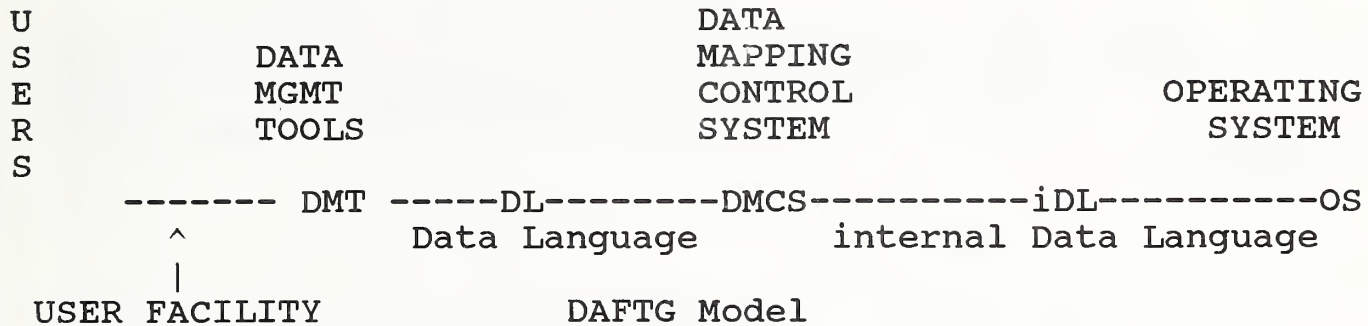 U                                    DATA
S            DATA                    MAPPING
E            MGMT                    CONTROL                OPERATING
R            TOOLS                   SYSTEM                 SYSTEM
S
------- DMT -----DL--------DMCS----------iDL----------OS
^            Data Language       internal Data Language
|
USER FACILITY            DAFTG Model